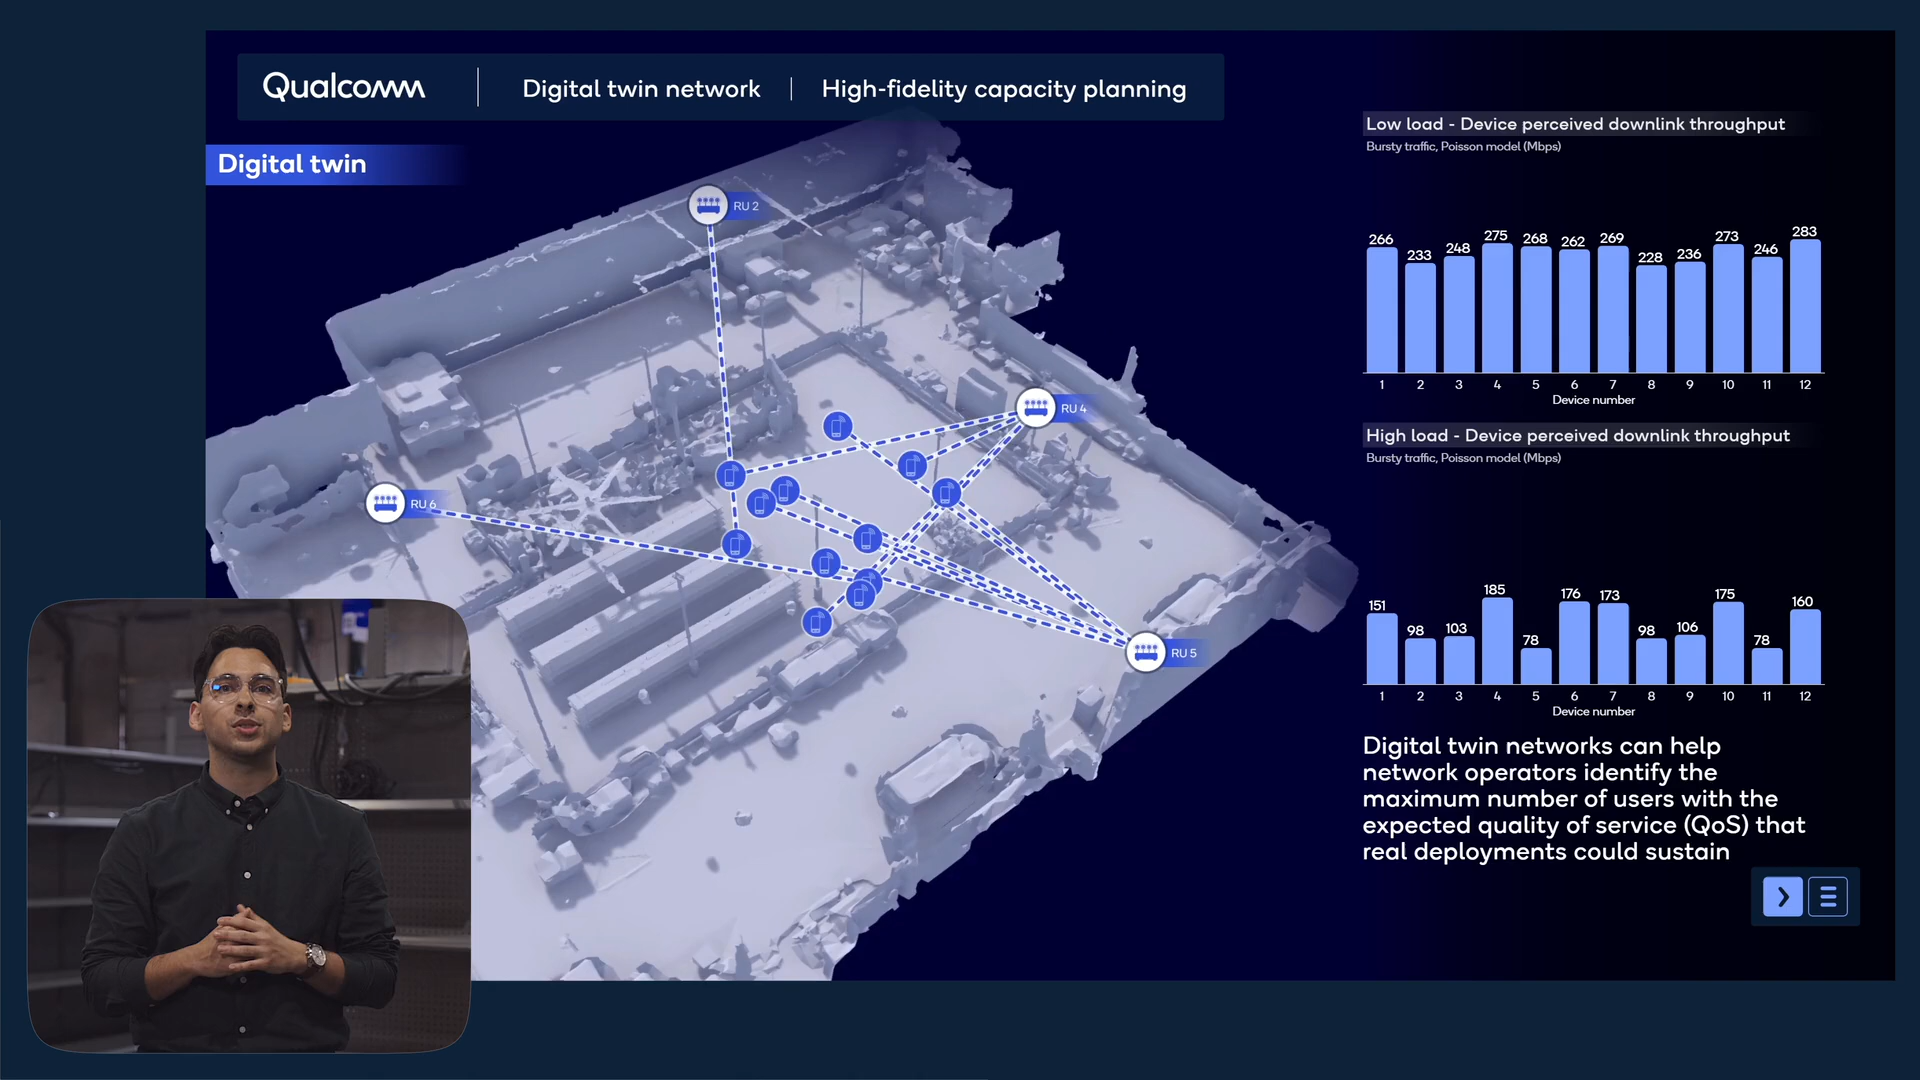 Qualcomm
Digital twin network | High-fidelity capacity planning
Digital twin
RU 2
RU 4
RU 6
RU 5
Low load - Device perceived downlink throughput
Bursty traffic, Poisson model (Mbps)
266 233 248 275 268 262 269 228 236 273 246 283
1 2 3 4 5 6 7 8 9 10 11 12
Device number
High load - Device perceived downlink throughput
Bursty traffic, Poisson model (Mbps)
151 98 103 185 78 176 173 98 106 175 78 160
1 2 3 4 5 6 7 8 9 10 11 12
Device number
Digital twin networks can help
network operators identify the
maximum number of users with the
expected quality of service (QoS) that
real deployments could sustain